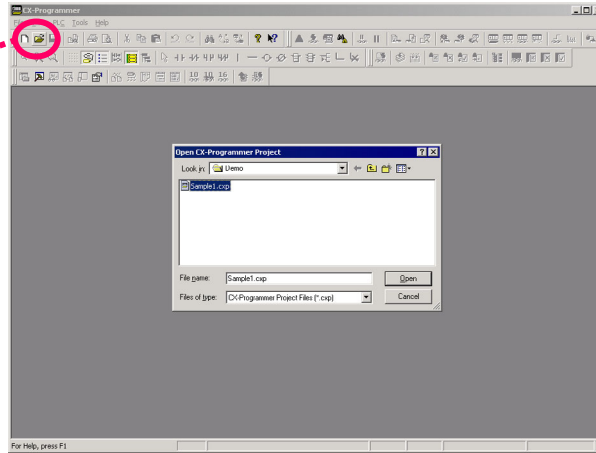 CX-Programmer
PLC Tools Help
Open CX-Programmer Project
Look in: Demo
Sample1.cxp
File name: Sample1.cxp Open
Files of type: CX-Programmer Project Files (*.cxp) Cancel
For Help, press F1